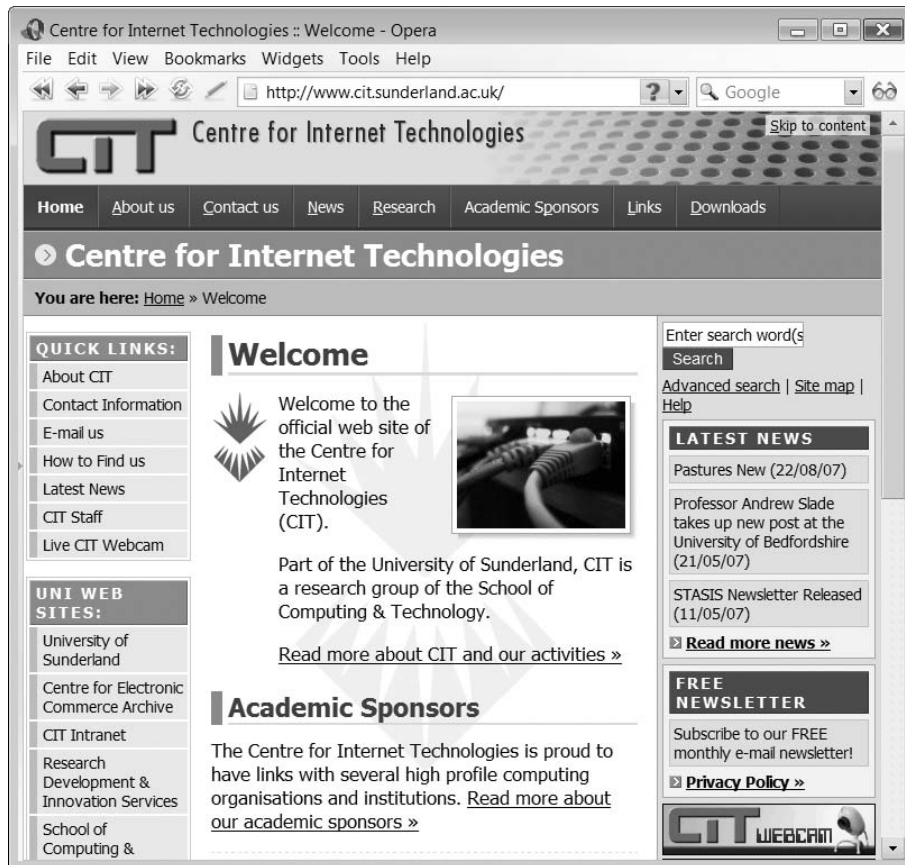 Centre for Internet Technologies :: Welcome - Opera
File Edit View Bookmarks Widgets Tools Help
http://www.cit.sunderland.ac.uk/
?
Google
CIT
Centre for Internet Technologies
Skip to content
Home About us Contact us News Research Academic Sponsors Links Downloads
Centre for Internet Technologies
You are here: Home » Welcome
QUICK LINKS:
About CIT
Contact Information
E-mail us
How to Find us
Latest News
CIT Staff
Live CIT Webcam
UNI WEB
SITES:
University of
Sunderland
Centre for Electronic
Commerce Archive
CIT Intranet
Research
Development &
Innovation Services
School of
Computing &
Welcome
Welcome to the
official web site of
the Centre for
Internet
Technologies
(CIT).
Part of the University of Sunderland, CIT is
a research group of the School of
Computing & Technology.
Read more about CIT and our activities »
Academic Sponsors
The Centre for Internet Technologies is proud to
have links with several high profile computing
organisations and institutions. Read more about
our academic sponsors »
Enter search word(s
Search
Advanced search | Site map |
Help
LATEST NEWS
Pastures New (22/08/07)
Professor Andrew Slade
takes up new post at the
University of Bedfordshire
(21/05/07)
STASIS Newsletter Released
(11/05/07)
Read more news »
FREE
NEWSLETTER
Subscribe to our FREE
monthly e-mail newsletter!
Privacy Policy »
CIT WEBCAM